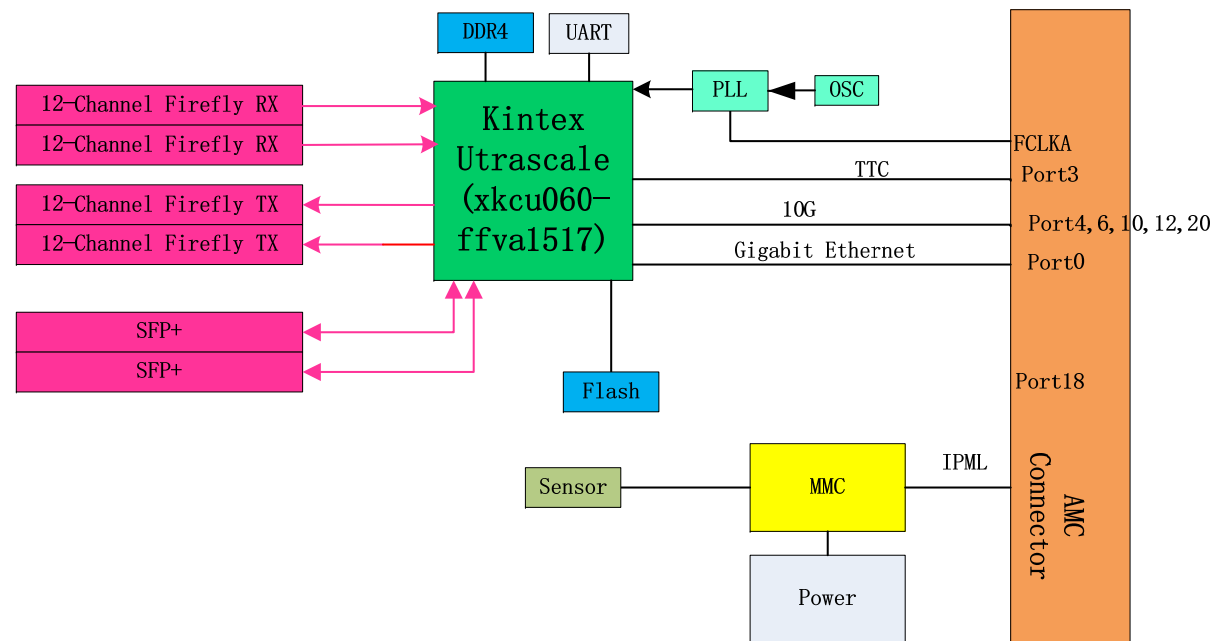 DDR4
UART
12-Channel Firefly RX
12-Channel Firefly RX
12-Channel Firefly TX
12-Channel Firefly TX
SFP+
SFP+
Kintex
Utrascale
(xkcu060-
ffva1517)
PLL
OSC
FCLKA
TTC
Port3
10G
Port4,6,10,12,20
Gigabit Ethernet
Port0
Flash
Port18
Sensor
MMC
IPML
Power
AMC
Connector